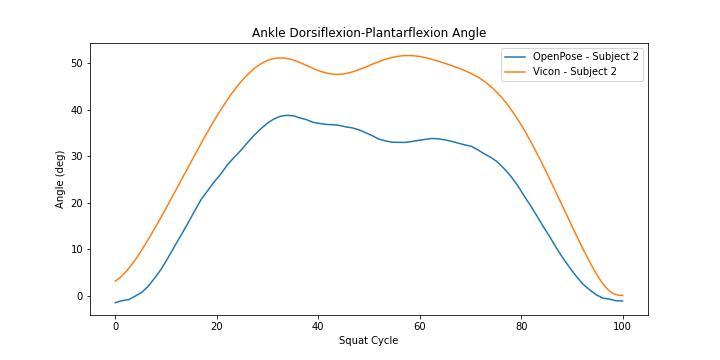 Ankle Dorsiflexion-Plantarflexion Angle
OpenPose - Subject 2
Vicon - Subject 2
50
40
30
20
10
0
Angle (deg)
0 20 40 60 80 100
Squat Cycle